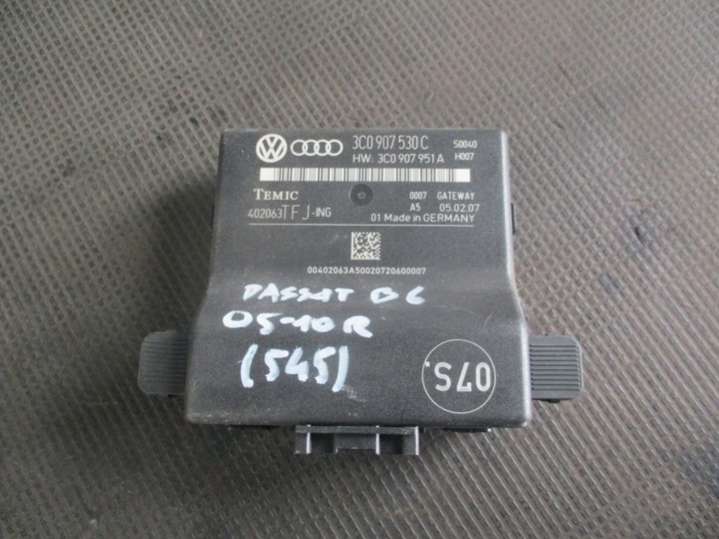 3C0 907 530 C S0040
HW: 3C0 907 951 A H007
TEMIC 0007 GATEWAY
402063TFJ-ING A5 05.02.07
01 Made in GERMANY
00402063A50020720600007
PASSAT B6
05-10R
(545)
07S.